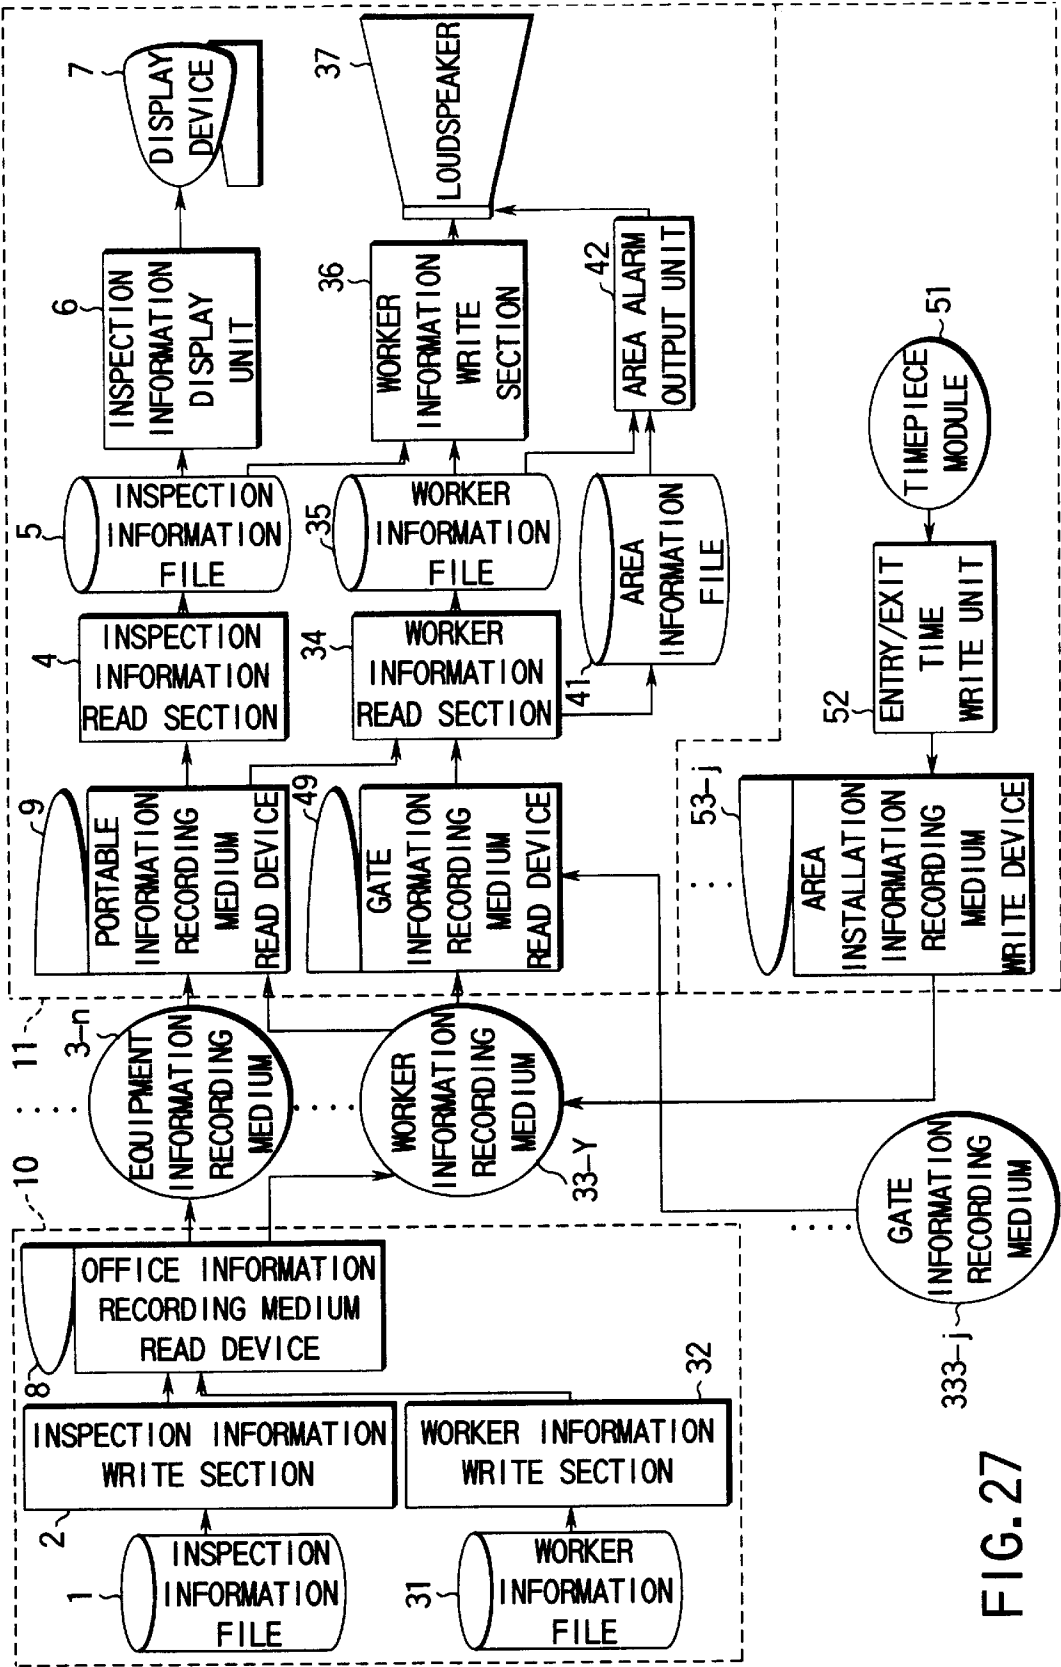 1
INSPECTION
INFORMATION
FILE
2
INSPECTION INFORMATION
WRITE SECTION
31
WORKER
INFORMATION
FILE
32
WORKER INFORMATION
WRITE SECTION
8
OFFICE INFORMATION
RECORDING MEDIUM
READ DEVICE
10
3-n
EQUIPMENT
INFORMATION
RECORDING
MEDIUM
33-Y
WORKER
INFORMATION
RECORDING
MEDIUM
333-j
GATE
INFORMATION
RECORDING
MEDIUM
11
9
PORTABLE
INFORMATION
RECORDING
MEDIUM
READ DEVICE
49
GATE
INFORMATION
RECORDING
MEDIUM
READ DEVICE
53-j
AREA
INSTALLATION
INFORMATION
RECORDING
MEDIUM
WRITE DEVICE
4
INSPECTION
INFORMATION
READ SECTION
34
WORKER
INFORMATION
READ SECTION
52
ENTRY/EXIT
TIME
WRITE UNIT
5
INSPECTION
INFORMATION
FILE
35
WORKER
INFORMATION
FILE
41
AREA
INFORMATION
FILE
51
TIMEPIECE
MODULE
6
INSPECTION
INFORMATION
DISPLAY
UNIT
36
WORKER
INFORMATION
WRITE
SECTION
42
AREA ALARM
OUTPUT UNIT
7
DISPLAY
DEVICE
37
LOUDSPEAKER
FIG.27